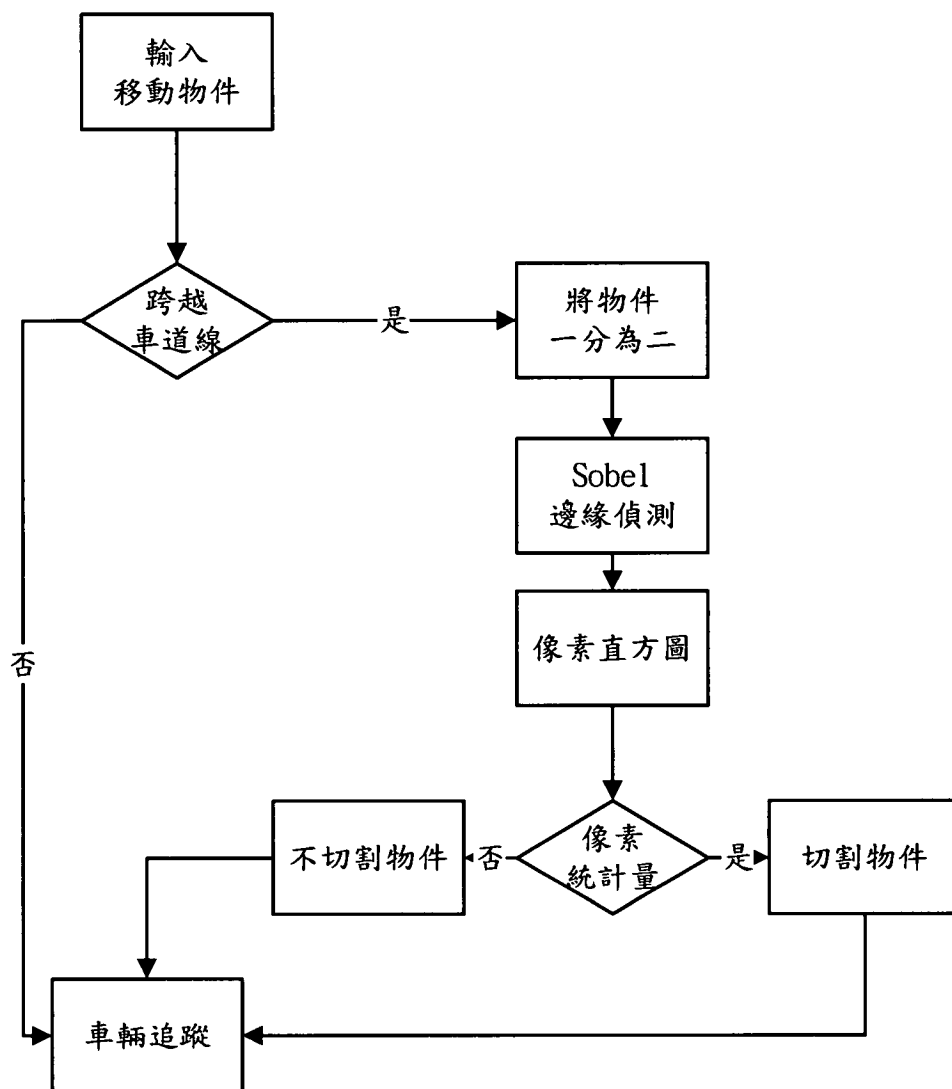 輸入
移動物件
跨越
車道線
是
將物件
一分為二
Sobel
邊緣偵測
像素直方圖
否
不切割物件
否
像素
統計量
是
切割物件
車輛追蹤